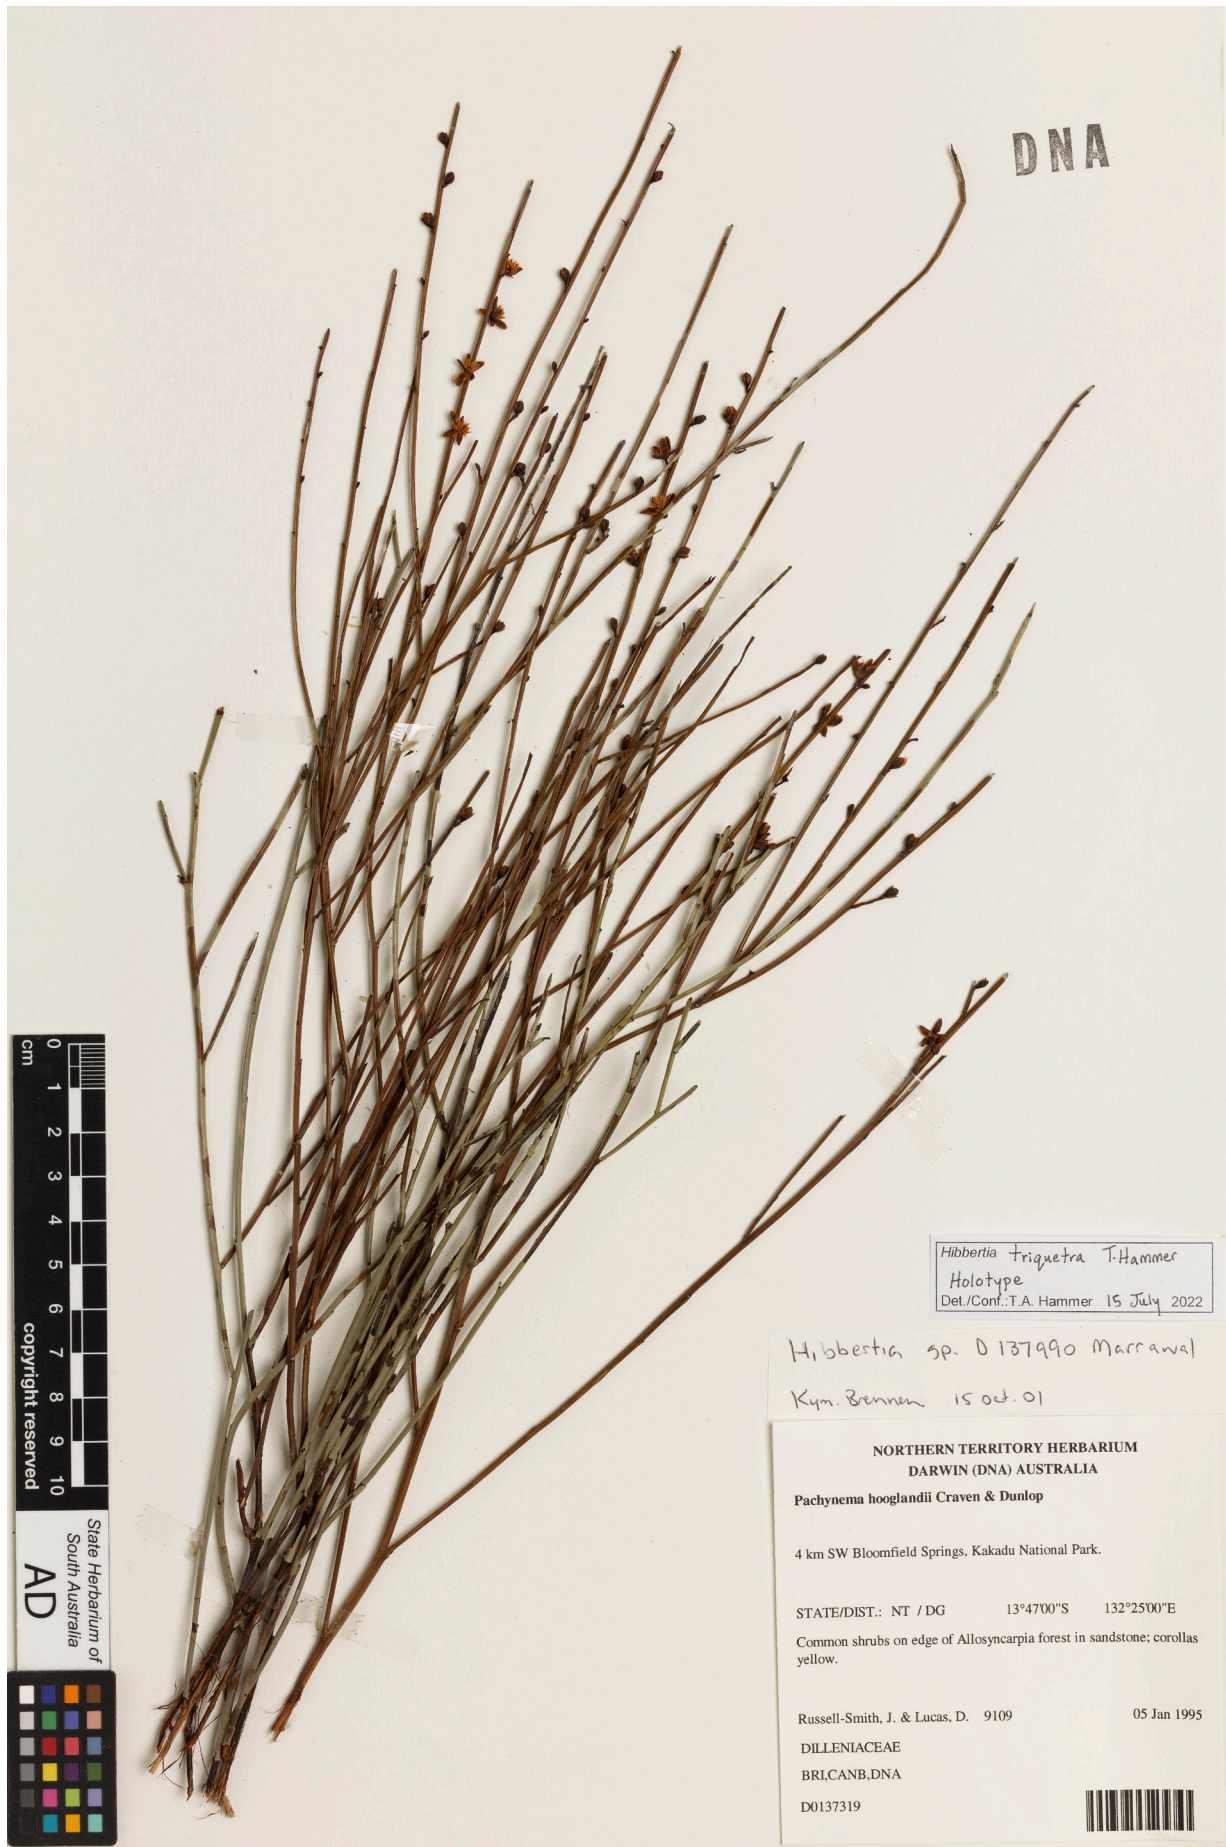 DNA
Hibbertia triquetra T.Hammer
Holotype
Det./Conf.:T.A. Hammer 15 July 2022
Hibbertia sp. D137990 Marrawal
Kym. Brennen 15 oct. 01
NORTHERN TERRITORY HERBARIUM
DARWIN (DNA) AUSTRALIA
Pachynema hooglandii Craven & Dunlop
4 km SW Bloomfield Springs, Kakadu National Park.
STATE/DIST.: NT / DG 13°47'00"S 132°25'00"E
Common shrubs on edge of Allosyncarpia forest in sandstone; corollas
yellow.
Russell-Smith, J. & Lucas, D. 9109 05 Jan 1995
DILLENIACEAE
BRI,CANB,DNA
D0137319
cm
0
1
2
3
4
5
6
7
8
9
10
copyright reserved
State Herbarium of
South Australia
AD